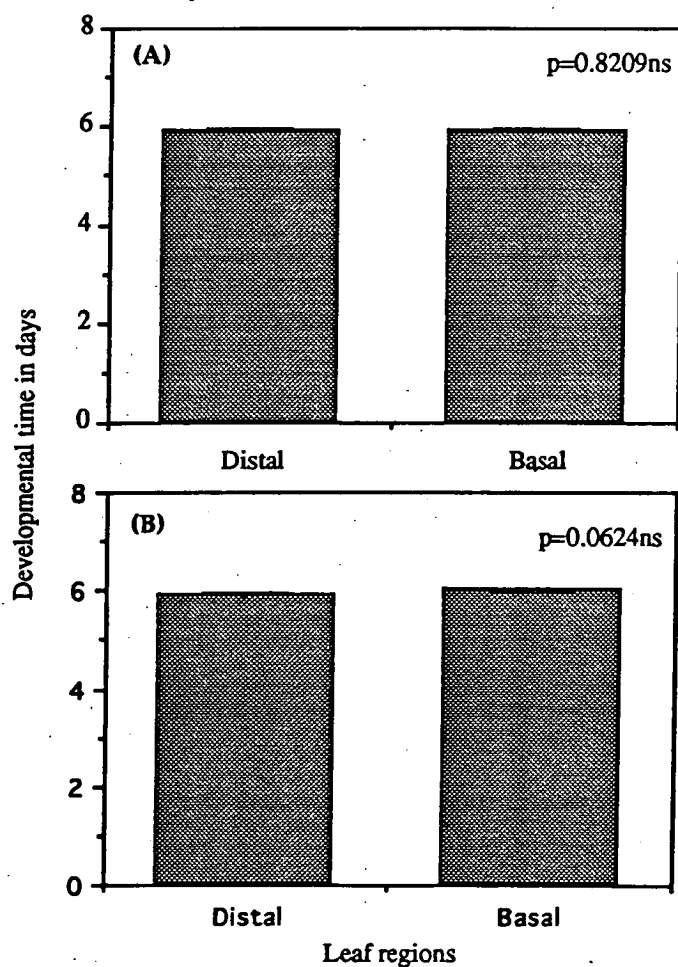 Developmental time in days
8
(A)
p=0.8209ns
6
4
2
0
Distal Basal
8
(B)
p=0.0624ns
6
4
2
0
Distal Basal
Leaf regions